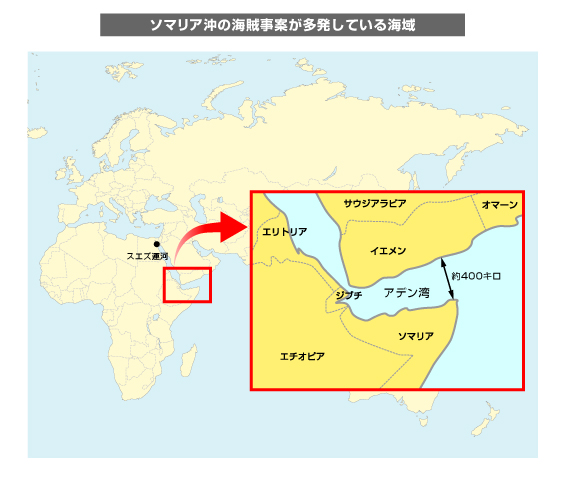 ソマリア沖の海賊事案が多発している海域
サウジアラビア
オマーン
エリトリア
イエメン
スエズ運河
約400キロ
ジブチ
アデン湾
ソマリア
エチオピア